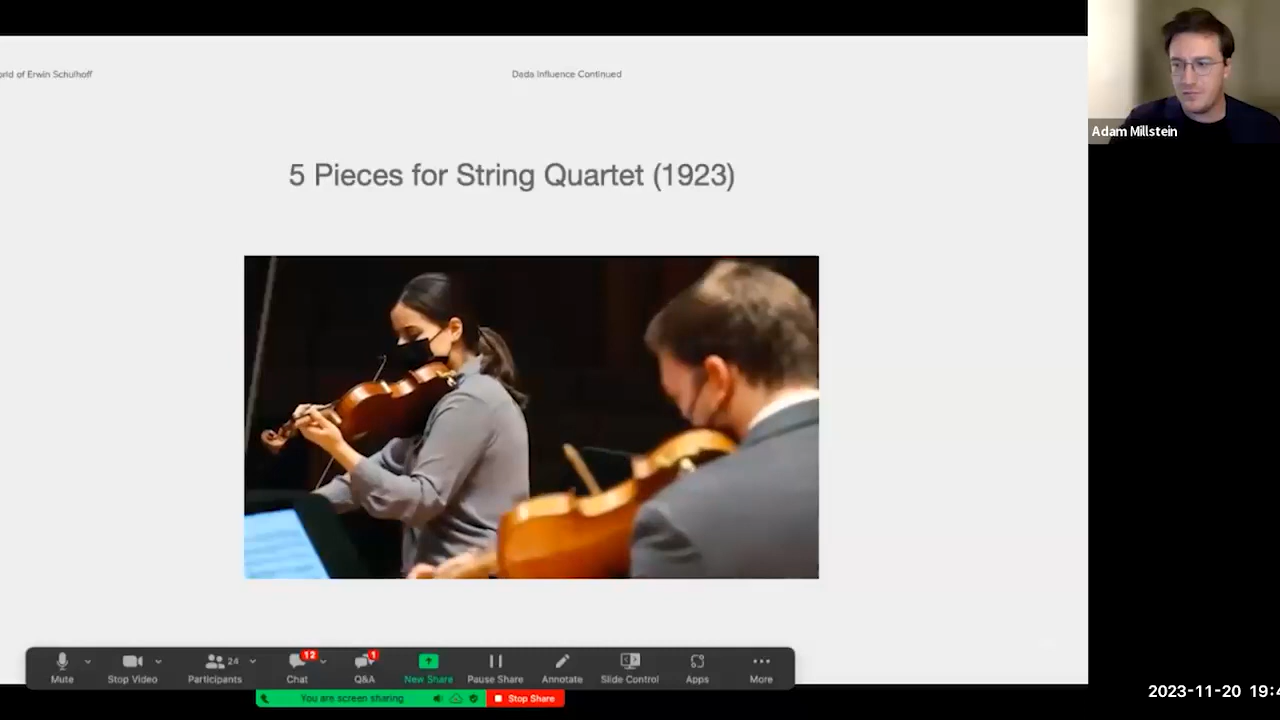 orld of Erwin Schulhoff
Dada Influence Continued
Adam Millstein
5 Pieces for String Quartet (1923)
24
12
1
Mute
Stop Video
Participants
Chat
Q&A
New Share
Pause Share
Annotate
Slide Control
Apps
More
You are screen sharing
Stop Share
2023-11-20 19:4